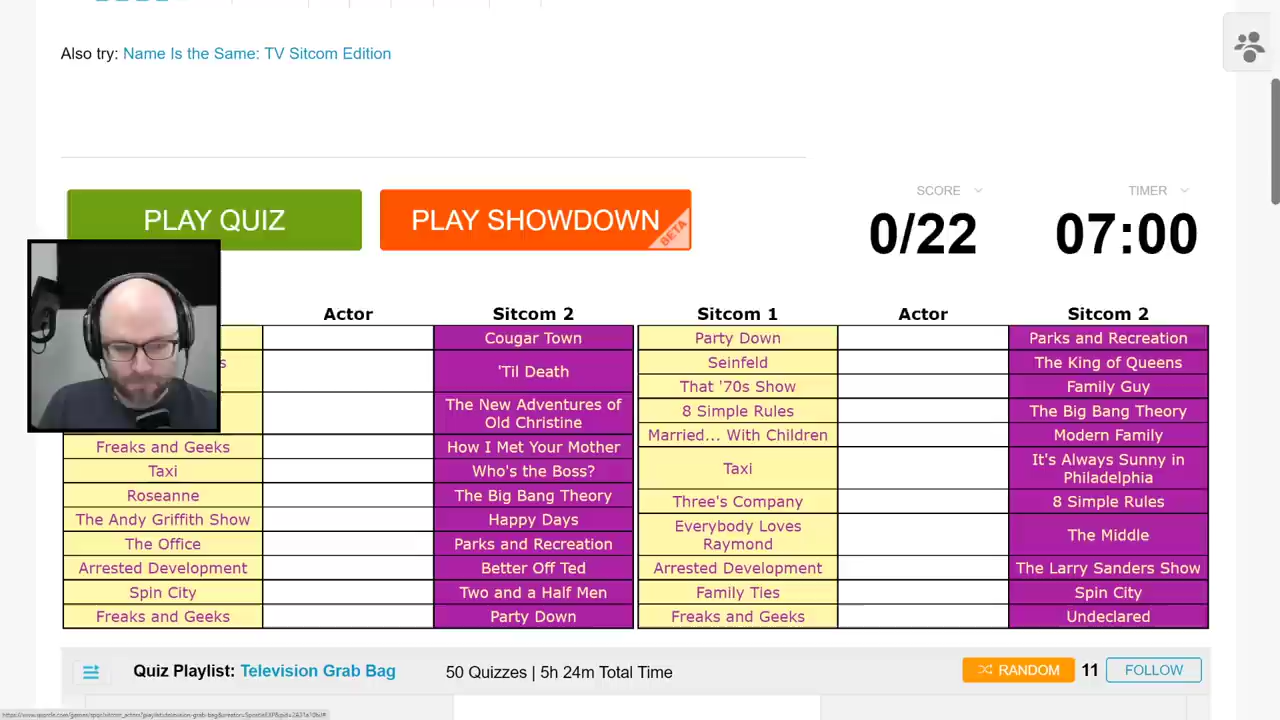 Also try: Name Is the Same: TV Sitcom Edition
PLAY QUIZ
PLAY SHOWDOWN
BETA
SCORE
0/22
TIMER
07:00
Actor Sitcom 2 Sitcom 1 Actor Sitcom 2
Cougar Town Party Down Parks and Recreation
s 'Til Death Seinfeld The King of Queens
That '70s Show Family Guy
The New Adventures of
Old Christine
8 Simple Rules The Big Bang Theory
Freaks and Geeks How I Met Your Mother Married... With Children Modern Family
Taxi Who's the Boss? Taxi It's Always Sunny in
Philadelphia
Roseanne The Big Bang Theory Three's Company 8 Simple Rules
The Andy Griffith Show Happy Days Everybody Loves
Raymond
The Middle
The Office Parks and Recreation
Arrested Development Better Off Ted Arrested Development The Larry Sanders Show
Spin City Two and a Half Men Family Ties Spin City
Freaks and Geeks Party Down Freaks and Geeks Undeclared
Quiz Playlist: Television Grab Bag 50 Quizzes | 5h 24m Total Time RANDOM 11 FOLLOW